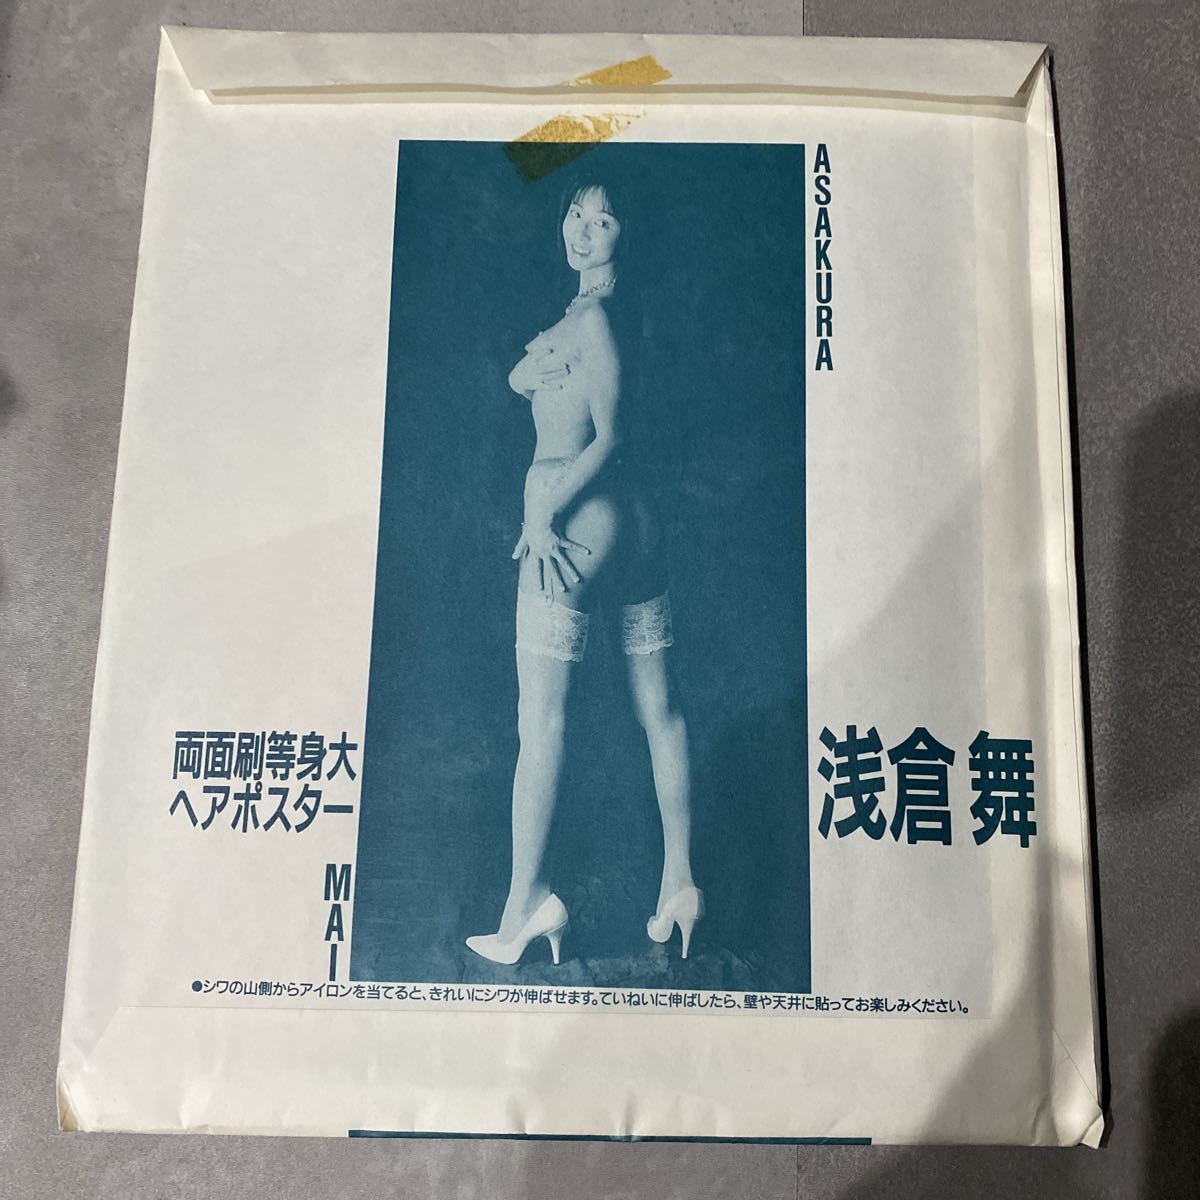 ASAKURA
両面刷等身大
ヘアポスター
浅倉 舞
MAI
●シワの山側からアイロンを当てると、きれいにシワが伸ばせます。ていねいに伸ばしたら、壁や天井に貼ってお楽しみください。